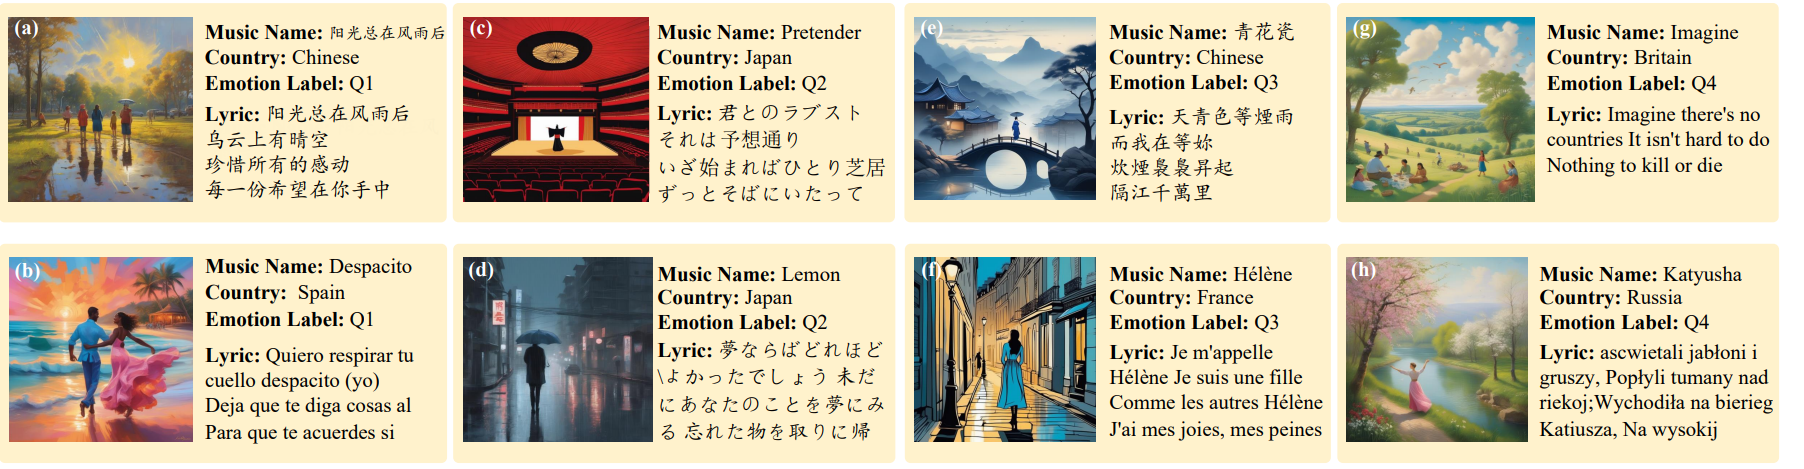 (a)
Music Name: 阳光总在风雨后
Country: Chinese
Emotion Label: Q1
Lyric: 阳光总在风雨后
乌云上有晴空
珍惜所有的感动
每一份希望在你手中
(c)
Music Name: Pretender
Country: Japan
Emotion Label: Q2
Lyric: 君とのラブスト
それは予想通り
いざ始まればひとり芝居
ずっとそばにいたって
(e)
Music Name: 青花瓷
Country: Chinese
Emotion Label: Q3
Lyric: 天青色等煙雨
而我在等妳
炊煙裊裊昇起
隔江千萬里
(g)
Music Name: Imagine
Country: Britain
Emotion Label: Q4
Lyric: Imagine there's no
countries It isn't hard to do
Nothing to kill or die
(b)
Music Name: Despacito
Country: Spain
Emotion Label: Q1
Lyric: Quiero respirar tu
cuello despacito (yo)
Deja que te diga cosas al
Para que te acuerdes si
(d)
Music Name: Lemon
Country: Japan
Emotion Label: Q2
Lyric: 夢ならばどれほど
\よかったでしょう 未だ
にあなたのことを夢にみ
る 忘れた物を取りに帰
(f)
Music Name: Hélène
Country: France
Emotion Label: Q3
Lyric: Je m'appelle
Hélène Je suis une fille
Comme les autres Hélène
J'ai mes joies, mes peines
(h)
Music Name: Katyusha
Country: Russia
Emotion Label: Q4
Lyric: ascwietali jabłoni i
gruszy, Popłyli tumany nad
riekoj;Wychodiła na bierieg
Katiusza, Na wysokij